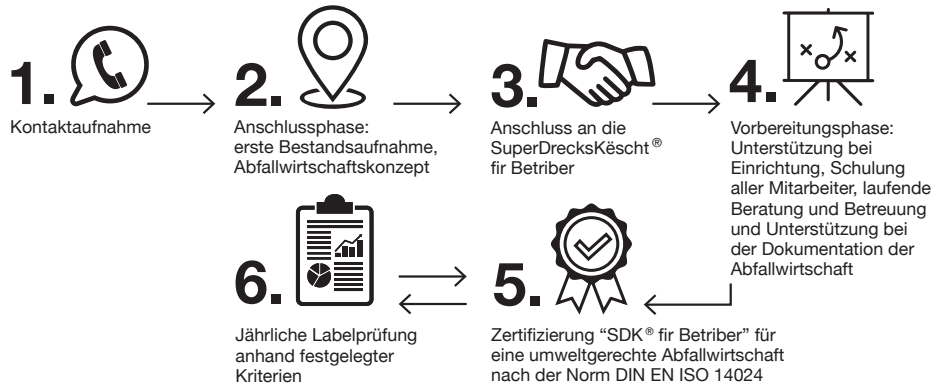 1.
Kontaktaufnahme
2.
Anschlussphase:
erste Bestandsaufnahme,
Abfallwirtschaftskonzept
3.
Anschluss an die
SuperDrecksKëscht®
fir Betriber
4.
Vorbereitungsphase:
Unterstützung bei
Einrichtung, Schulung
aller Mitarbeiter, laufende
Beratung und Betreuung
und Unterstützung bei
der Dokumentation der
Abfallwirtschaft
5.
Zertifizierung “SDK® fir Betriber” für
eine umweltgerechte Abfallwirtschaft
nach der Norm DIN EN ISO 14024
6.
Jährliche Labelprüfung
anhand festgelegter
Kriterien